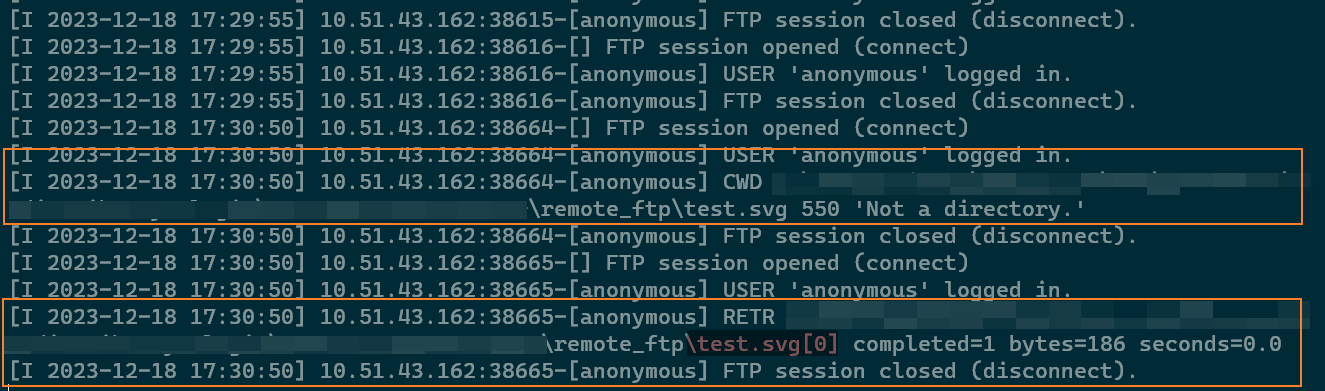 [I 2023-12-18 17:29:55] 10.51.43.162:38615-[anonymous] FTP session closed (disconnect).
[I 2023-12-18 17:29:55] 10.51.43.162:38616-[] FTP session opened (connect)
[I 2023-12-18 17:29:55] 10.51.43.162:38616-[anonymous] USER 'anonymous' logged in.
[I 2023-12-18 17:29:55] 10.51.43.162:38616-[anonymous] FTP session closed (disconnect).
[I 2023-12-18 17:30:50] 10.51.43.162:38664-[] FTP session opened (connect)
[I 2023-12-18 17:30:50] 10.51.43.162:38664-[anonymous] USER 'anonymous' logged in.
[I 2023-12-18 17:30:50] 10.51.43.162:38664-[anonymous] CWD
\remote_ftp\test.svg 550 'Not a directory.'
[I 2023-12-18 17:30:50] 10.51.43.162:38664-[anonymous] FTP session closed (disconnect).
[I 2023-12-18 17:30:50] 10.51.43.162:38665-[] FTP session opened (connect)
[I 2023-12-18 17:30:50] 10.51.43.162:38665-[anonymous] USER 'anonymous' logged in.
[I 2023-12-18 17:30:50] 10.51.43.162:38665-[anonymous] RETR
\remote_ftp\test.svg[0] completed=1 bytes=186 seconds=0.0
[I 2023-12-18 17:30:50] 10.51.43.162:38665-[anonymous] FTP session closed (disconnect).